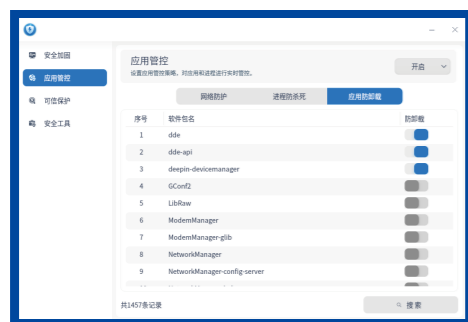 安全加固
应用管控
可信保护
安全工具
应用管控
设置应用管控策略，对应用和进程进行实时管控。
开启
网络防护
进程防杀死
应用防卸载
序号 软件包名 防卸载
1 dde
2 dde-api
3 deepin-devicemanager
4 GConf2
5 LibRaw
6 ModemManager
7 ModemManager-glib
8 NetworkManager
9 NetworkManager-config-server
共1457条记录
搜索